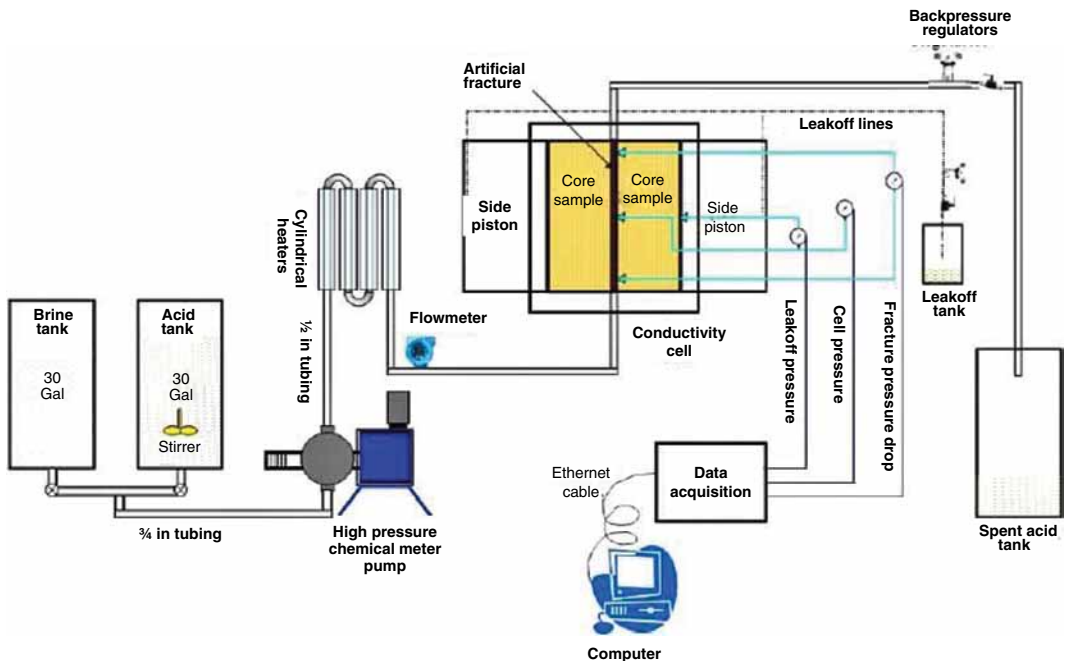 Backpressure
regulators
Artificial
fracture
Leakoff lines
Core
sample
Core
sample
Side
piston
Side
piston
Cylindrical
heaters
Leakoff
tank
Brine
tank
Acid
tank
Flowmeter
Conductivity
cell
½ in tubing
Leakoff pressure
Cell pressure
Fracture pressure drop
30
Gal
30
Gal
Stirrer
Ethernet
cable
Data
acquisition
¾ in tubing
High pressure
chemical meter
pump
Spent acid
tank
Computer